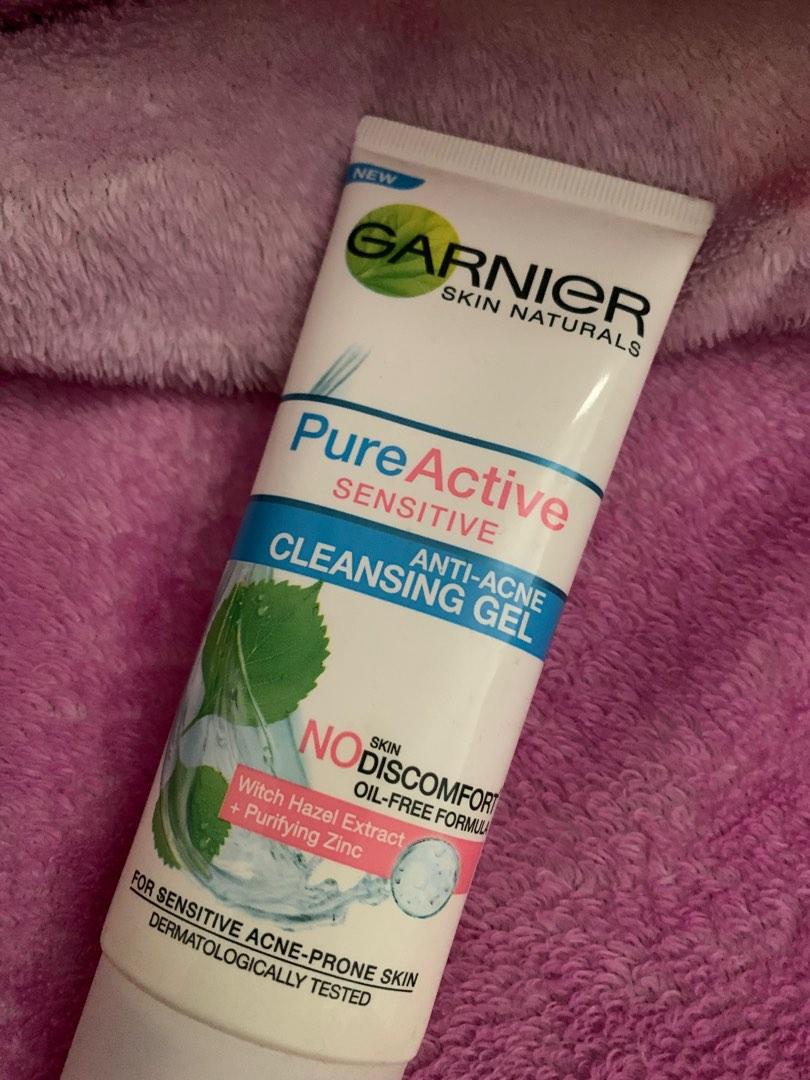 NEW
GARNIER
SKIN NATURALS
PureActive
SENSITIVE
ANTI-ACNE
CLEANSING GEL
NO SKIN DISCOMFORT
OIL-FREE FORMULA
Witch Hazel Extract
+ Purifying Zinc
FOR SENSITIVE ACNE-PRONE SKIN
DERMATOLOGICALLY TESTED